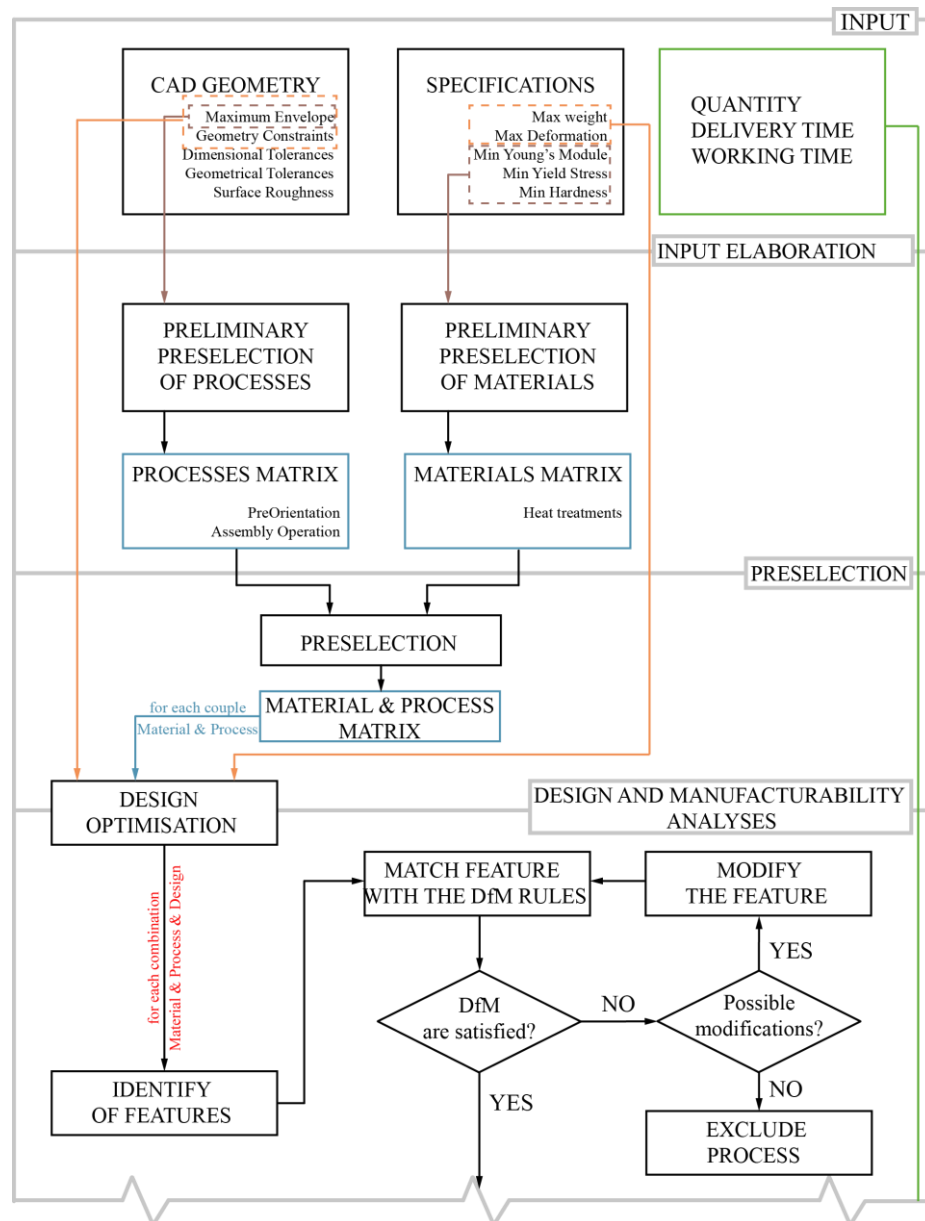 INPUT
CAD GEOMETRY
Maximum Envelope
Geometry Constraints
Dimensional Tolerances
Geometrical Tolerances
Surface Roughness
SPECIFICATIONS
Max weight
Max Deformation
Min Young's Module
Min Yield Stress
Min Hardness
QUANTITY
DELIVERY TIME
WORKING TIME
INPUT ELABORATION
PRELIMINARY
PRESELECTION
OF PROCESSES
PRELIMINARY
PRESELECTION
OF MATERIALS
PROCESSES MATRIX
PreOrientation
Assembly Operation
MATERIALS MATRIX
Heat treatments
PRESELECTION
PRESELECTION
for each couple
Material & Process
MATERIAL & PROCESS
MATRIX
DESIGN
OPTIMISATION
DESIGN AND MANUFACTURABILITY
ANALYSES
for each combination
Material & Process & Design
MATCH FEATURE
WITH THE DfM RULES
MODIFY
THE FEATURE
YES
DfM
are satisfied?
NO
Possible
modifications?
IDENTIFY
OF FEATURES
YES
NO
EXCLUDE
PROCESS